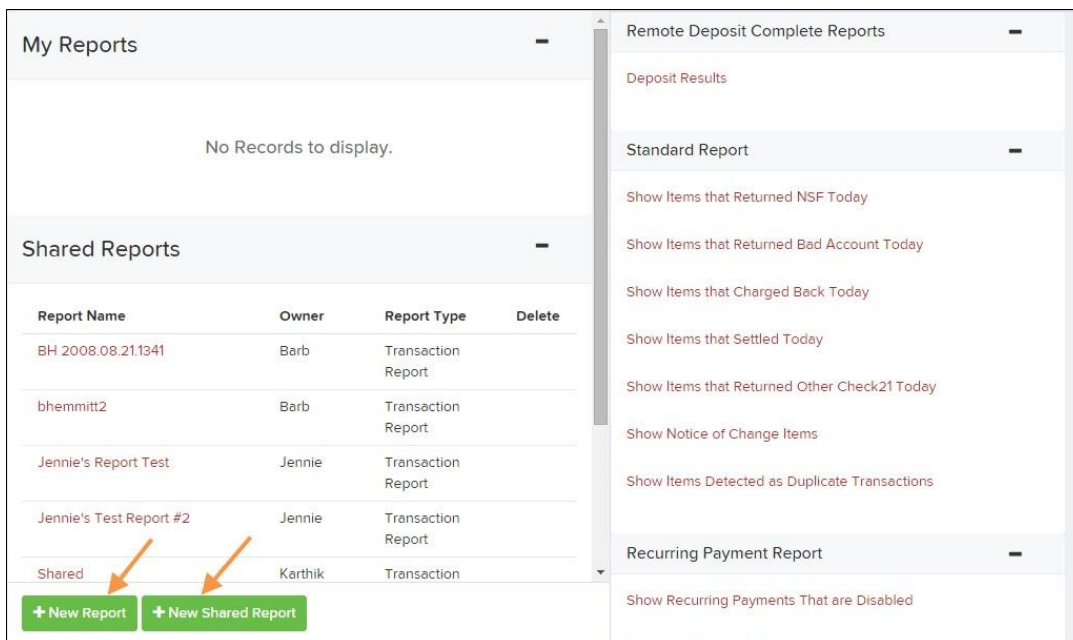 My Reports
No Records to display.
Shared Reports
Report Name Owner Report Type Delete
BH 2008.08.21.1341 Barb Transaction
Report
bhemmitt2 Barb Transaction
Report
Jennie's Report Test Jennie Transaction
Report
Jennie's Test Report #2 Jennie Transaction
Report
Shared Karthik Transaction
+ New Report + New Shared Report
Remote Deposit Complete Reports
Deposit Results
Standard Report
Show Items that Returned NSF Today
Show Items that Returned Bad Account Today
Show Items that Charged Back Today
Show Items that Settled Today
Show Items that Returned Other Check21 Today
Show Notice of Change Items
Show Items Detected as Duplicate Transactions
Recurring Payment Report
Show Recurring Payments That are Disabled